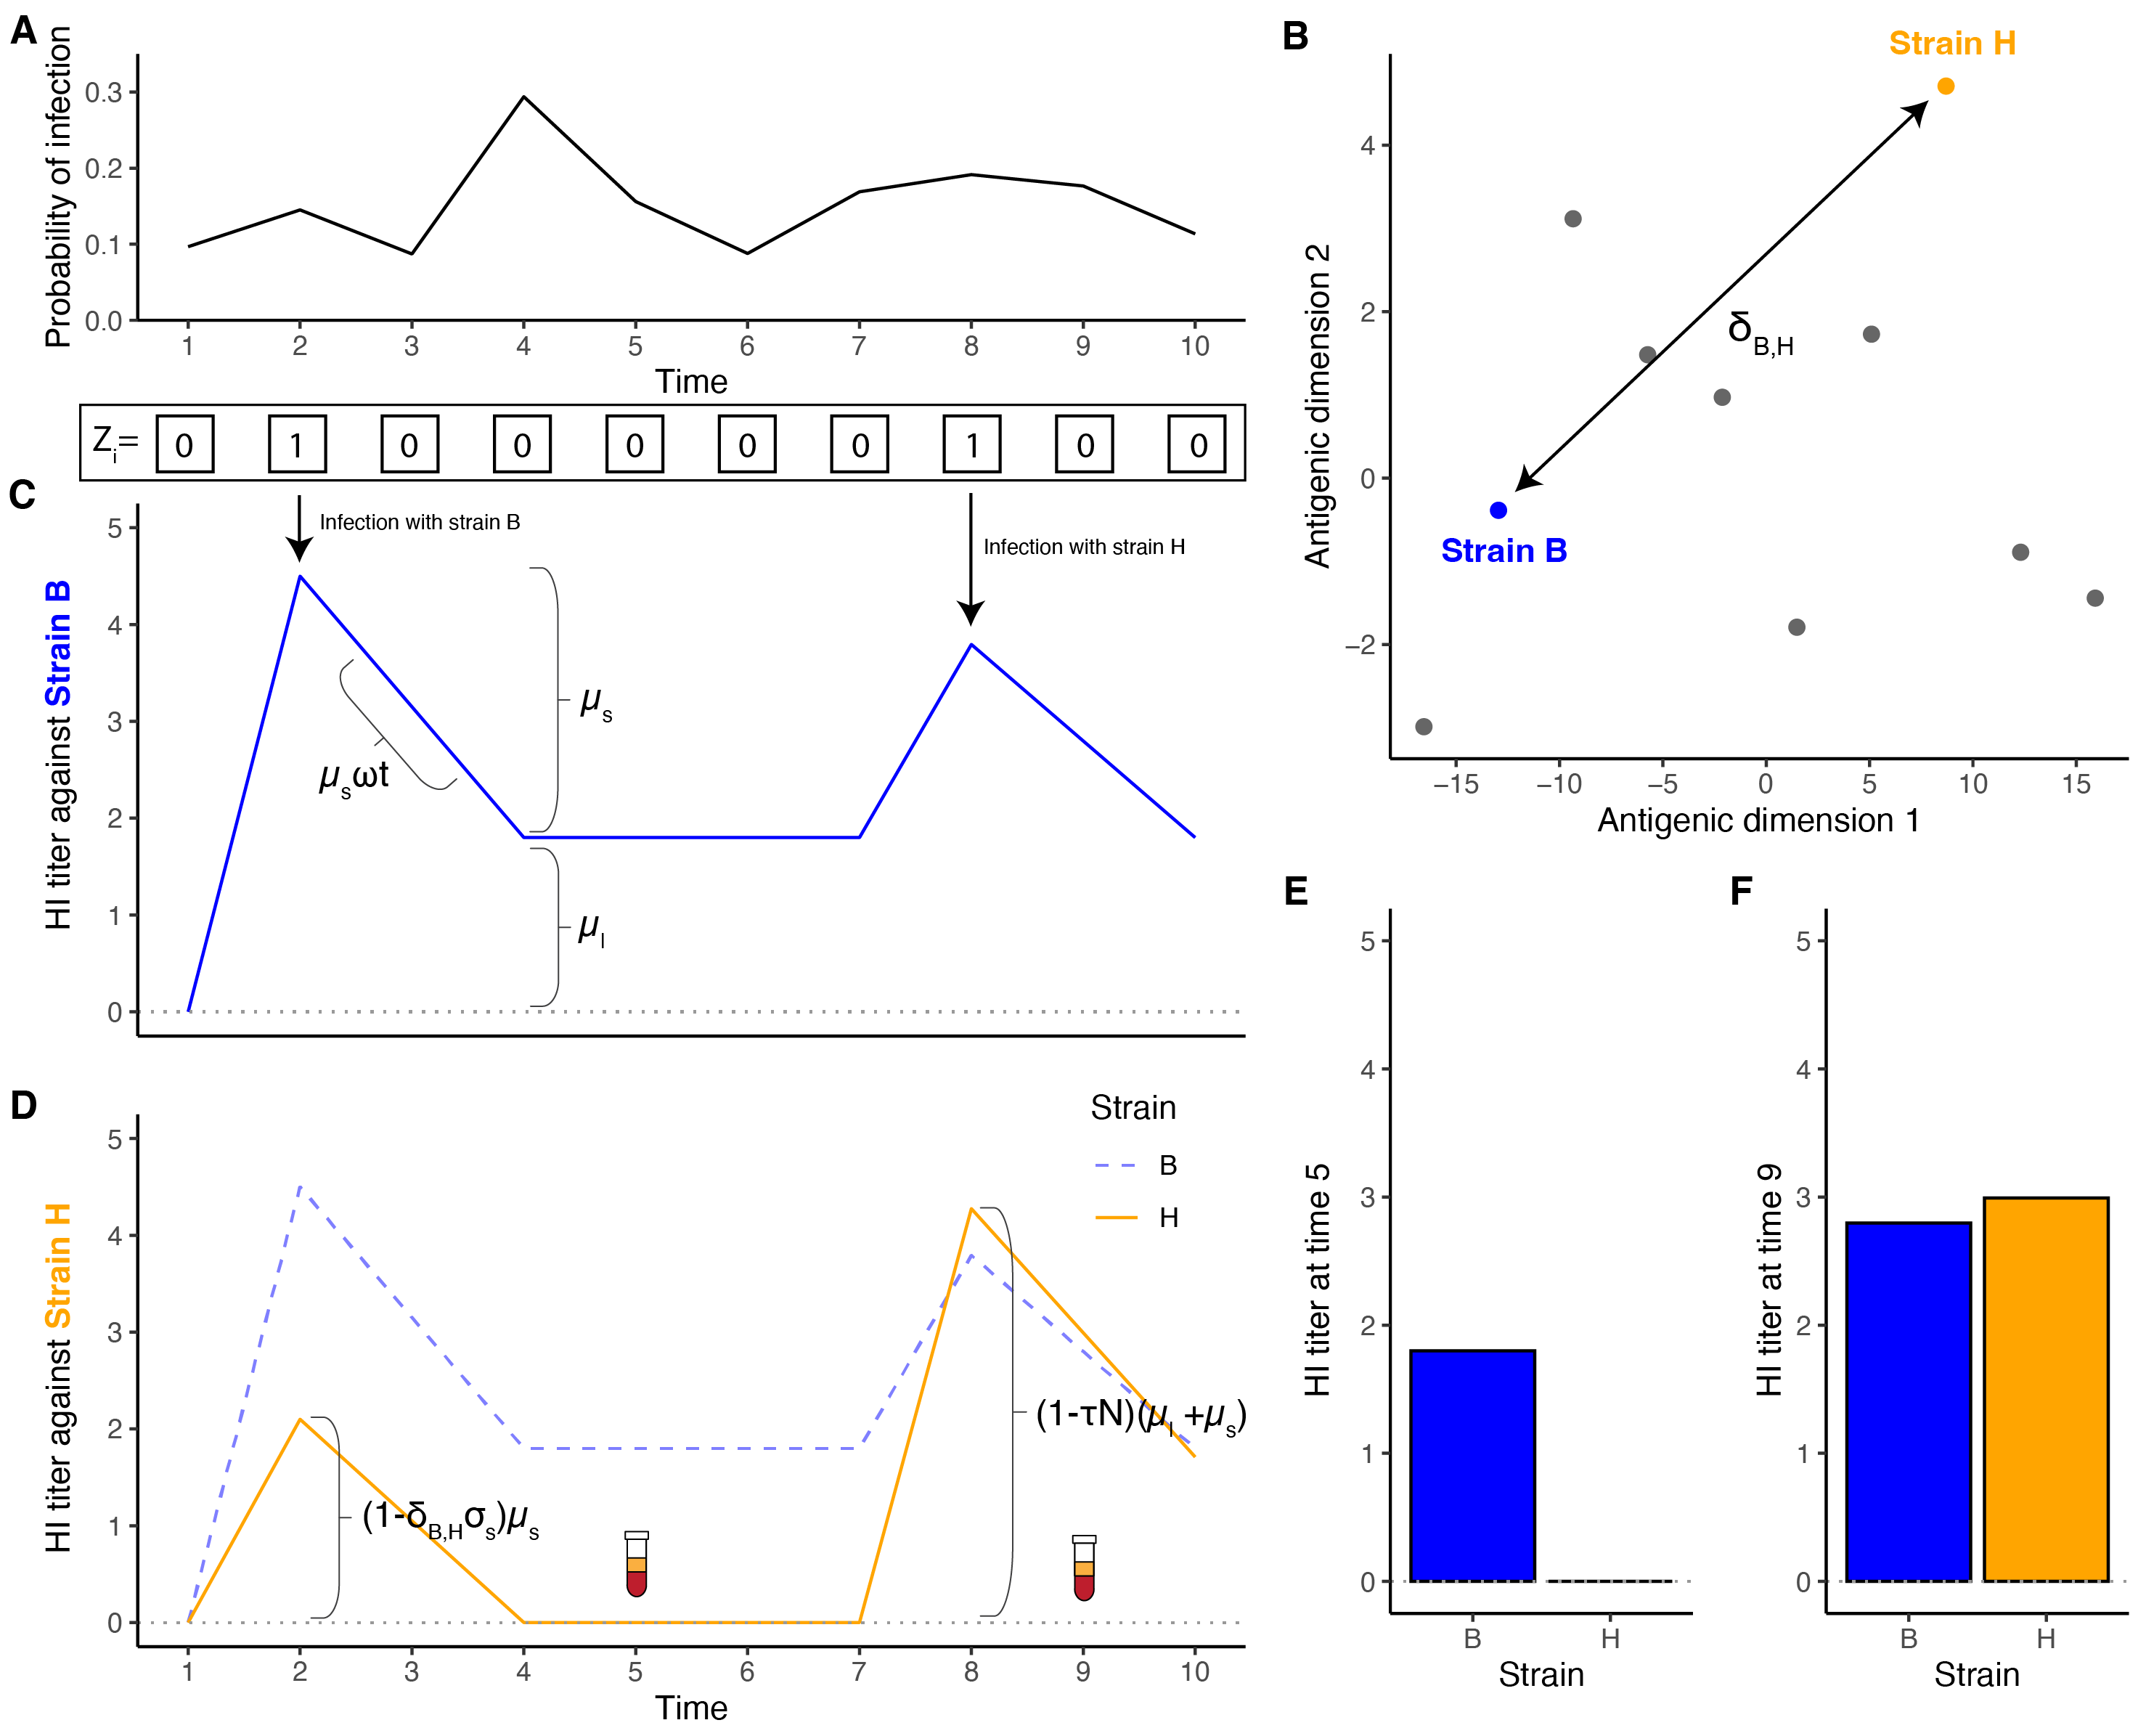 A
Probability of infection
0.3
0.2
0.1
0.0
1 2 3 4 5 6 7 8 9 10
Time
Zi= 0 1 0 0 0 0 0 1 0 0
B
Strain H
Antigenic dimension 2
4
2
0
−2
δB,H
Strain B
−15 −10 −5 0 5 10 15
Antigenic dimension 1
C
HI titer against Strain B
5
4
3
2
1
0
Infection with strain B
Infection with strain H
μs
μsωt
μl
D
HI titer against Strain H
5
4
3
2
1
0
Strain
B
H
(1-δB,Hσs)μs
(1-τN)(μl +μs)
1 2 3 4 5 6 7 8 9 10
Time
E
HI titer at time 5
5
4
3
2
1
0
B H
Strain
F
HI titer at time 9
5
4
3
2
1
0
B H
Strain